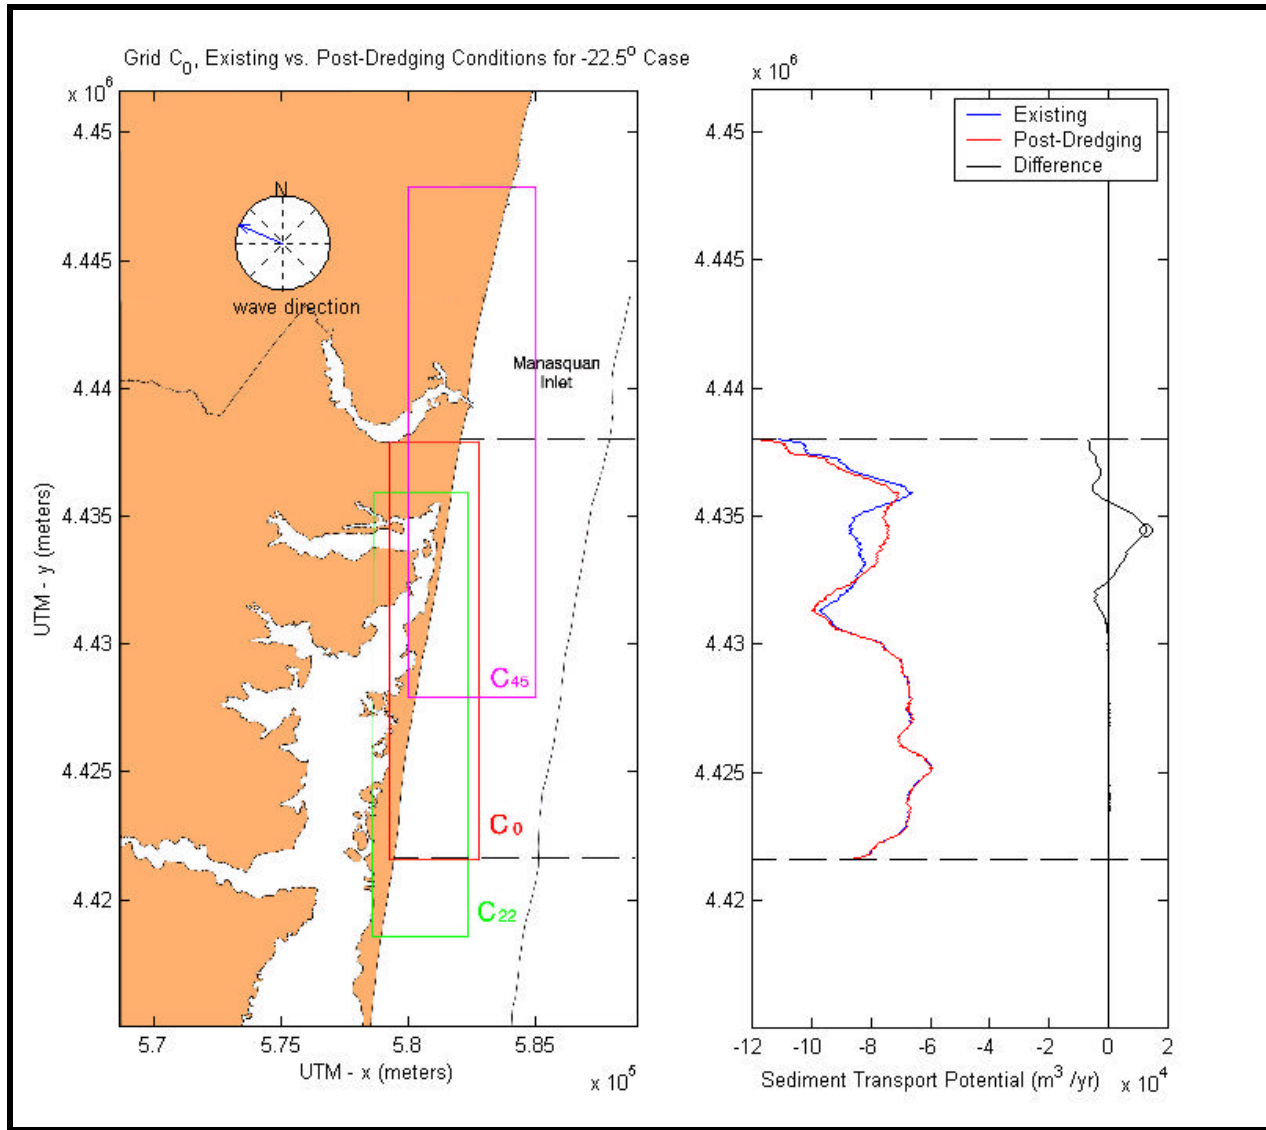 Grid C0, Existing vs. Post-Dredging Conditions for -22.5° Case
x 10^6
4.45
4.445
4.44
4.435
4.43
4.425
4.42
UTM - y (meters)
N
wave direction
Manasquan
Inlet
C45
C0
C22
5.7
5.75
5.8
5.85
UTM - x (meters)
x 10^5
x 10^6
Existing
Post-Dredging
Difference
4.45
4.445
4.44
4.435
4.43
4.425
4.42
-12
-10
-8
-6
-4
-2
0
2
Sediment Transport Potential (m^3 /yr)
x 10^4